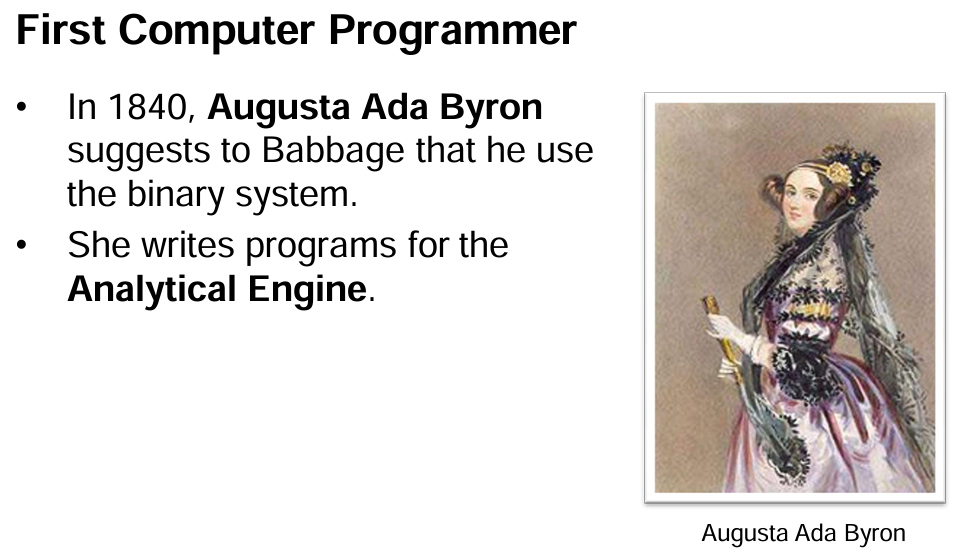 First Computer Programmer
• In 1840, Augusta Ada Byron
suggests to Babbage that he use
the binary system.
• She writes programs for the
Analytical Engine.
Augusta Ada Byron